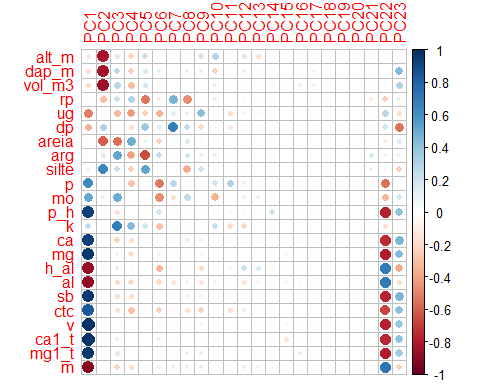 PC1 PC2 PC3 PC4 PC5 PC6 PC7 PC8 PC9 PC10 PC11 PC12 PC13 PC14 PC15 PC16 PC17 PC18 PC19 PC20 PC21 PC22 PC23
alt_m
dap_m
vol_m3
rp
ug
dp
areia
arg
silte
p
mo
p_h
k
ca
mg
h_al
al
sb
ctc
v
ca1_t
mg1_t
m
1
0.8
0.6
0.4
0.2
0
-0.2
-0.4
-0.6
-0.8
-1